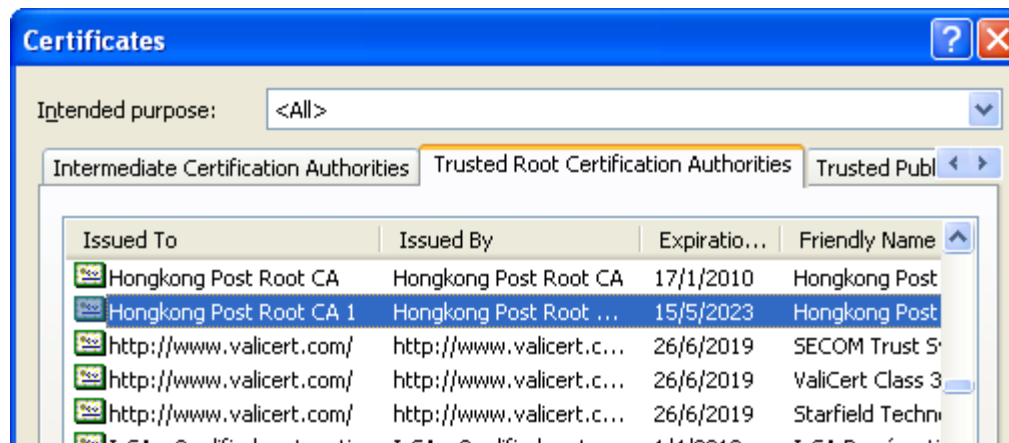 Certificates
Intended purpose: <All>
Intermediate Certification Authorities Trusted Root Certification Authorities Trusted Publ
Issued To Issued By Expiratio... Friendly Name
Hongkong Post Root CA Hongkong Post Root CA 17/1/2010 Hongkong Post
Hongkong Post Root CA 1 Hongkong Post Root ... 15/5/2023 Hongkong Post
http://www.valicert.com/ http://www.valicert.c... 26/6/2019 SECOM Trust S
http://www.valicert.com/ http://www.valicert.c... 26/6/2019 ValiCert Class 3
http://www.valicert.com/ http://www.valicert.c... 26/6/2019 Starfield Techn